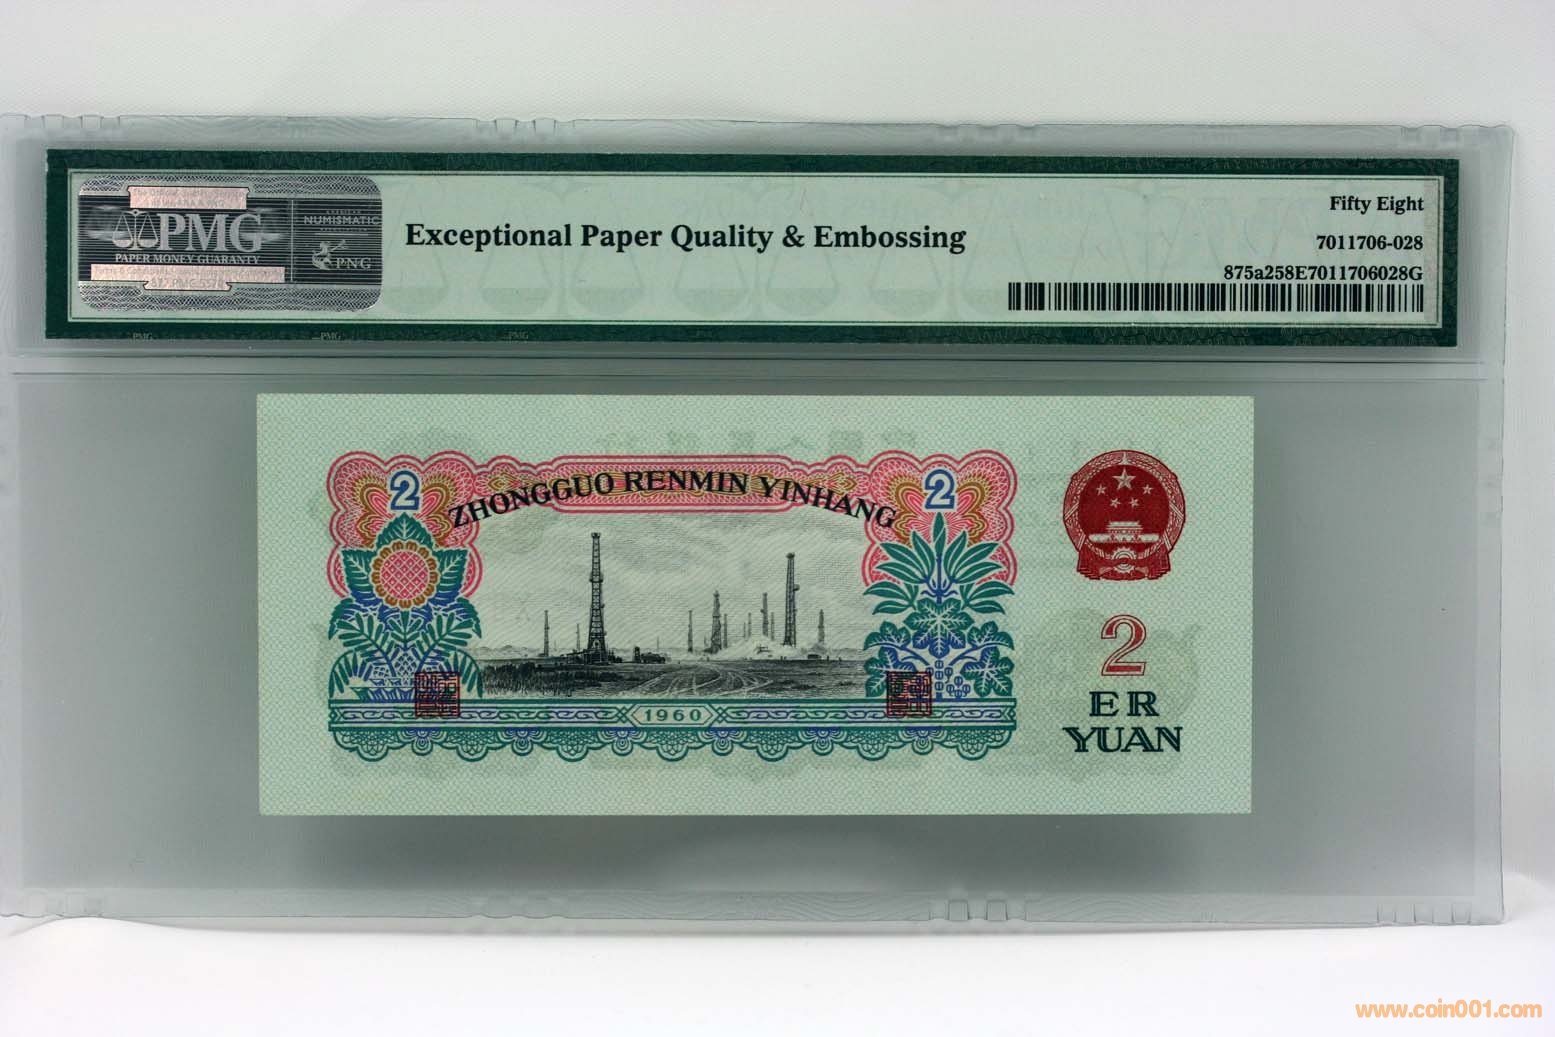 PMG
PAPER MONEY GUARANTY
NUMISMATIC
PNG
Exceptional Paper Quality & Embossing
Fifty Eight
7011706-028
875a258E7011706028G
2
ZHONGGUO RENMIN YINHANG
2
1960
2
ER
YUAN
www.coin001.com